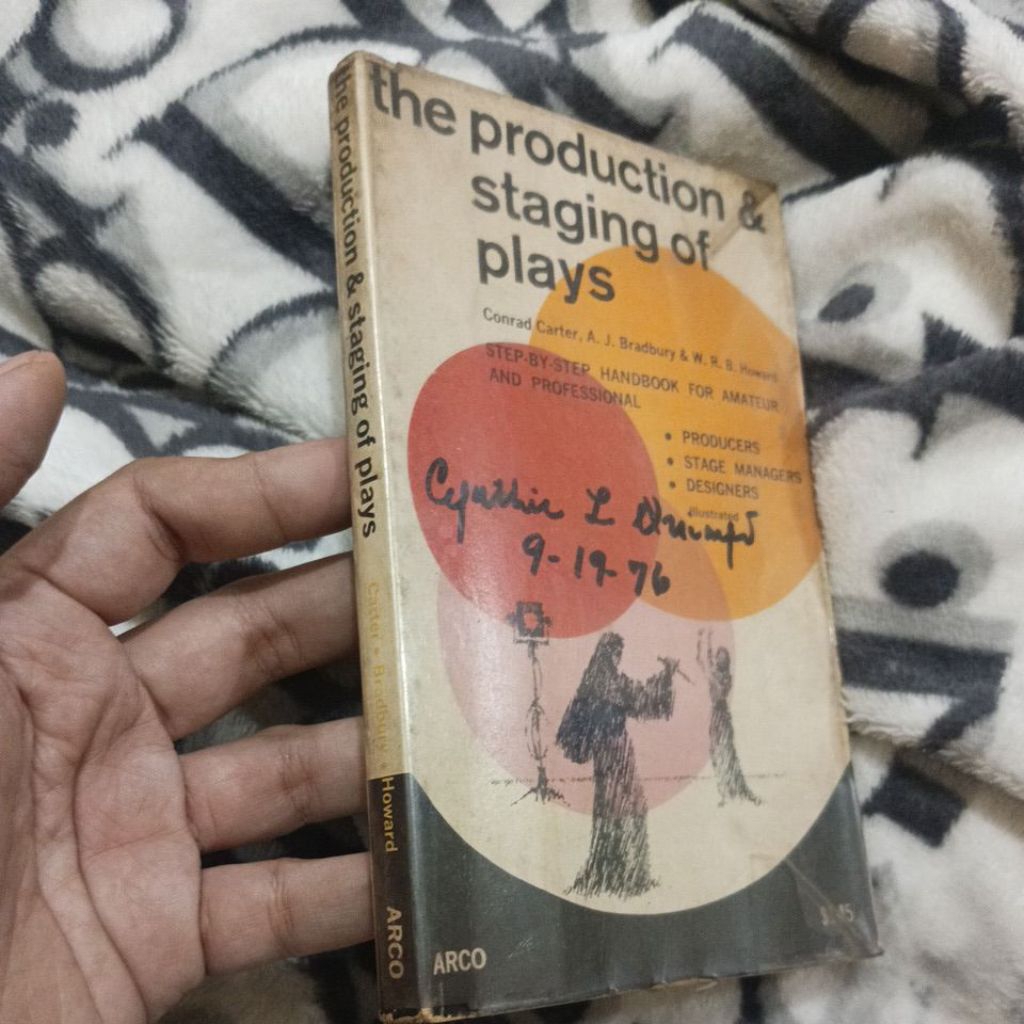 the production &
staging of
plays
Conrad Carter, A. J. Bradbury & W. R. B. Howard
STEP-BY-STEP HANDBOOK FOR AMATEUR
AND PROFESSIONAL
• PRODUCERS
• STAGE MANAGERS
• DESIGNERS
illustrated
Cynthia L
9-19-76
ARCO
the production & staging of plays
Carter • Bradbury • Howard
ARCO